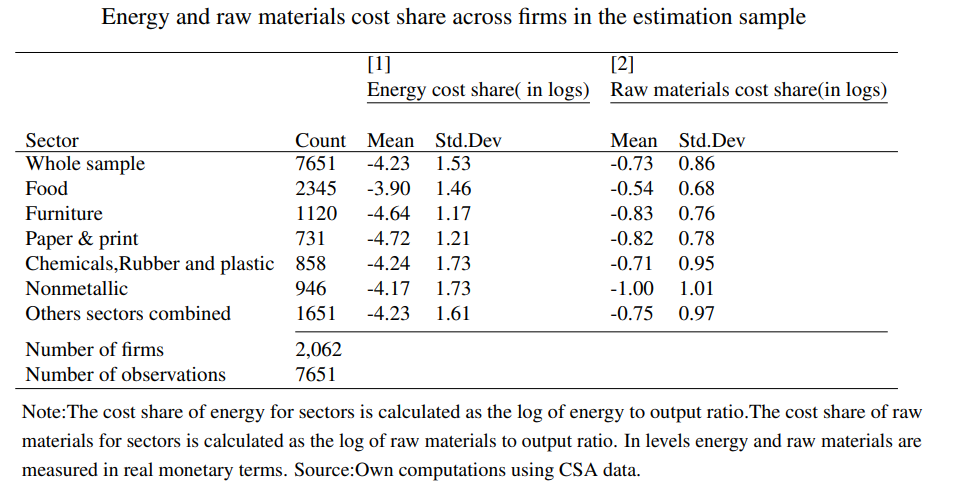 Energy and raw materials cost share across firms in the estimation sample
[1] [2]
Energy cost share( in logs) Raw materials cost share(in logs)
Sector Count Mean Std.Dev Mean Std.Dev
Whole sample 7651 -4.23 1.53 -0.73 0.86
Food 2345 -3.90 1.46 -0.54 0.68
Furniture 1120 -4.64 1.17 -0.83 0.76
Paper & print 731 -4.72 1.21 -0.82 0.78
Chemicals,Rubber and plastic 858 -4.24 1.73 -0.71 0.95
Nonmetallic 946 -4.17 1.73 -1.00 1.01
Others sectors combined 1651 -4.23 1.61 -0.75 0.97
Number of firms 2,062
Number of observations 7651
Note:The cost share of energy for sectors is calculated as the log of energy to output ratio.The cost share of raw
materials for sectors is calculated as the log of raw materials to output ratio. In levels energy and raw materials are
measured in real monetary terms. Source:Own computations using CSA data.